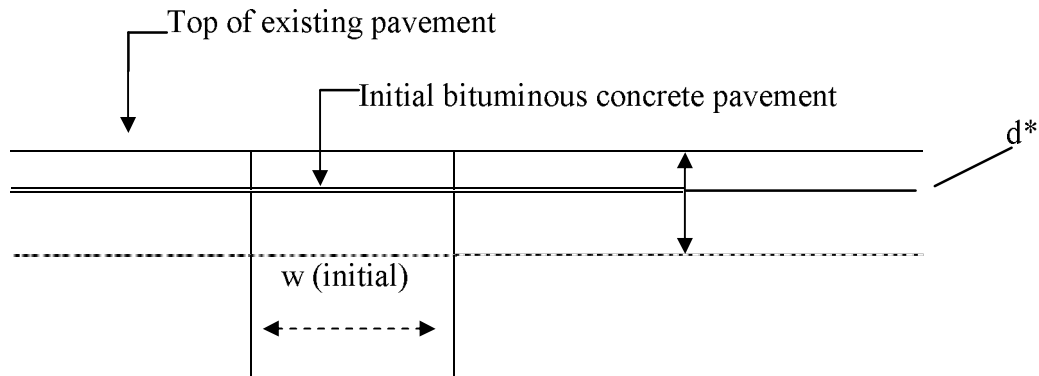 Top of existing pavement
Initial bituminous concrete pavement
d*
w (initial)